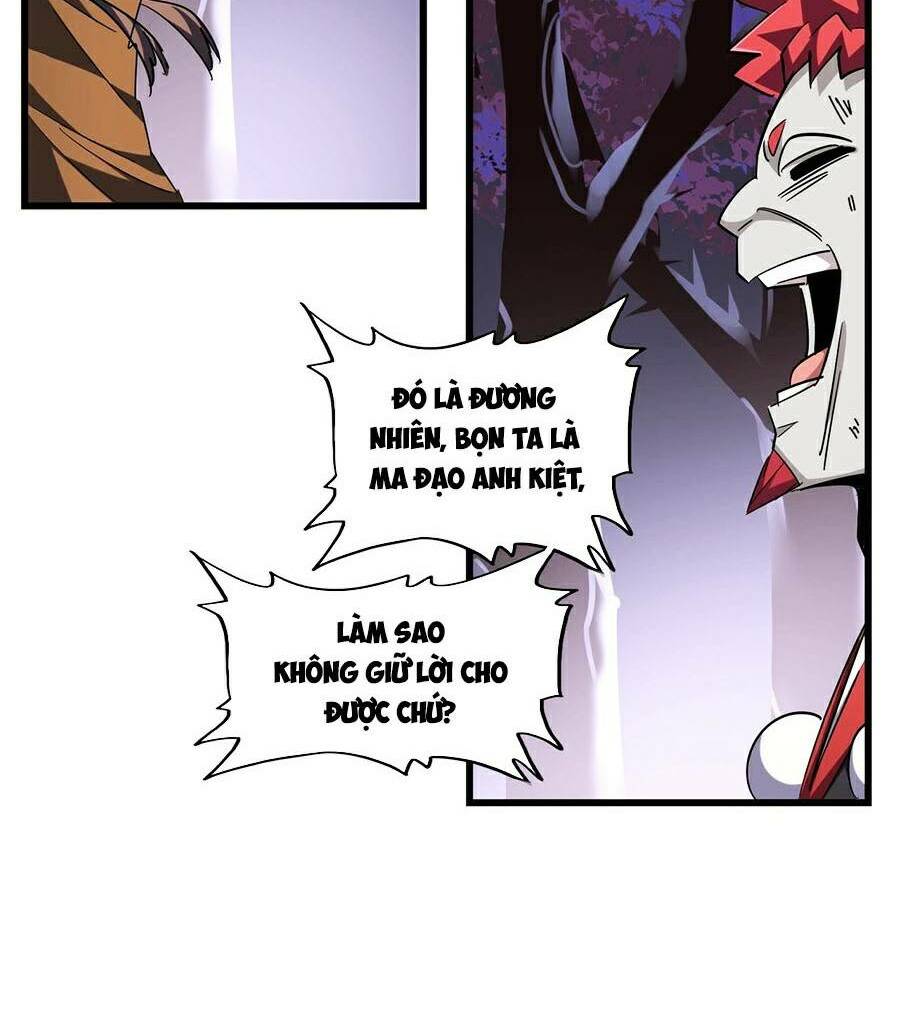 ĐÓ LÀ ĐƯƠNG
NHIÊN, BỌN TA LÀ
MA ĐẠO ANH KIỆT,
LÀM SAO
KHÔNG GIỮ LỜI CHO
ĐƯỢC CHỨ?